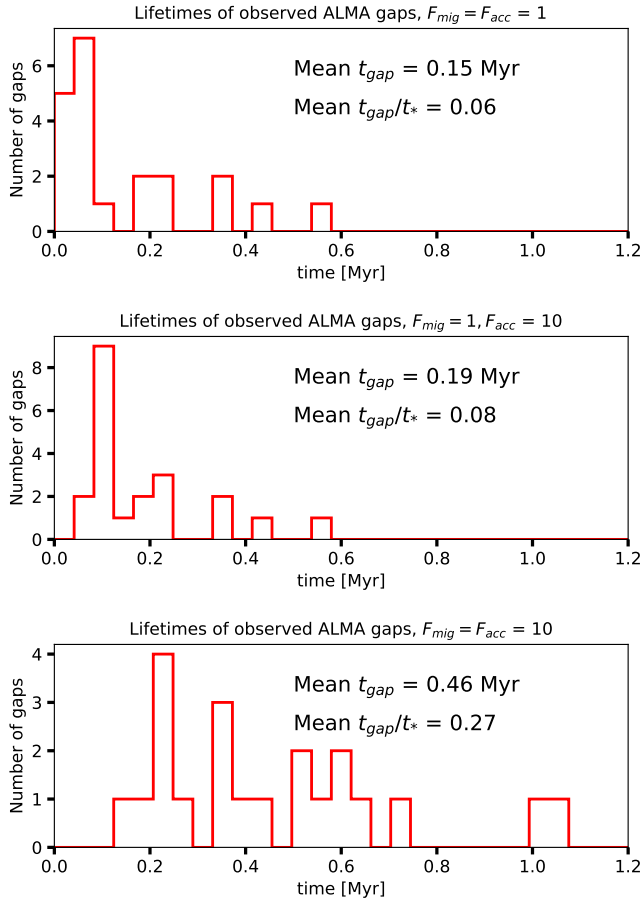 Lifetimes of observed ALMA gaps, F_mig = F_acc = 1
Mean t_gap = 0.15 Myr
Mean t_gap/t_* = 0.06
Number of gaps
6
4
2
0
0.0 0.2 0.4 0.6 0.8 1.0 1.2
time [Myr]
Lifetimes of observed ALMA gaps, F_mig = 1, F_acc = 10
Mean t_gap = 0.19 Myr
Mean t_gap/t_* = 0.08
Number of gaps
8
6
4
2
0
0.0 0.2 0.4 0.6 0.8 1.0 1.2
time [Myr]
Lifetimes of observed ALMA gaps, F_mig = F_acc = 10
Mean t_gap = 0.46 Myr
Mean t_gap/t_* = 0.27
Number of gaps
4
3
2
1
0
0.0 0.2 0.4 0.6 0.8 1.0 1.2
time [Myr]